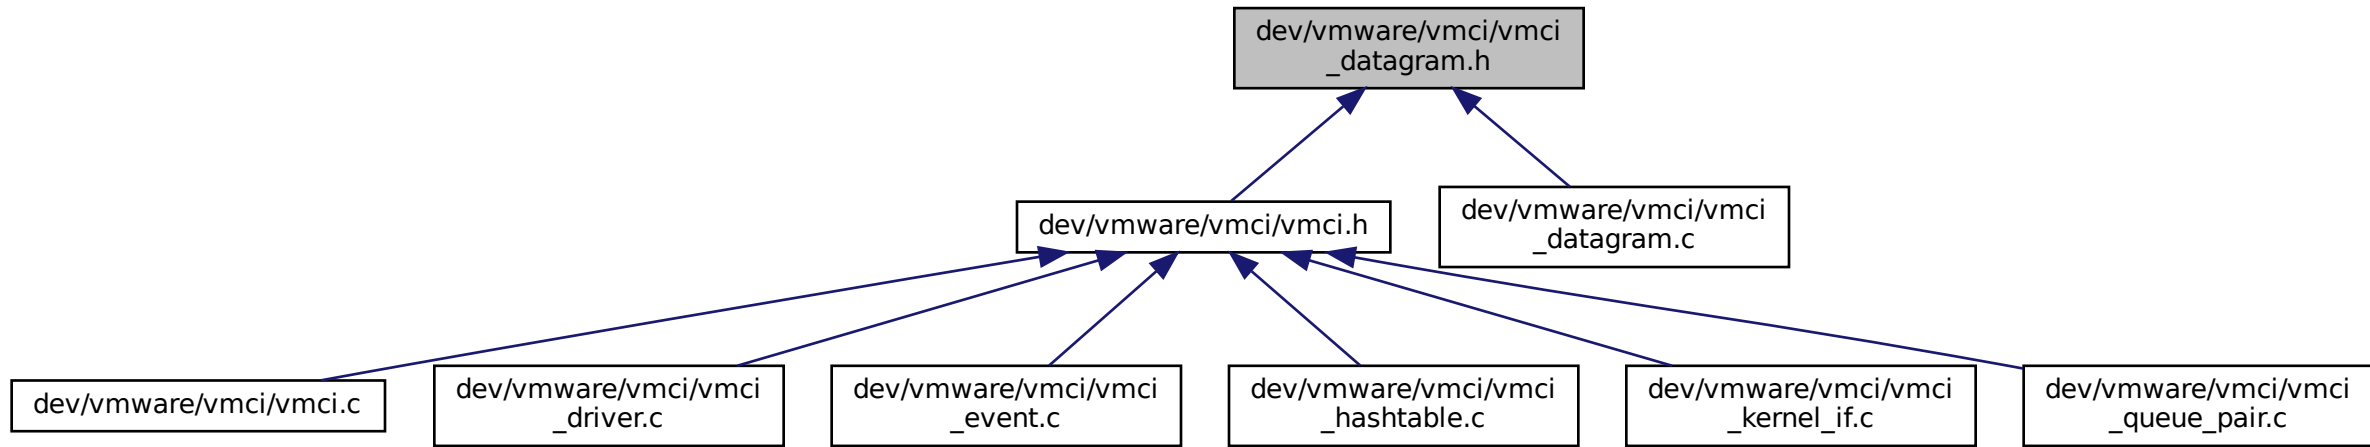 dev/vmware/vmci/vmci
_datagram.h
dev/vmware/vmci/vmci.h
dev/vmware/vmci/vmci
_datagram.c
dev/vmware/vmci/vmci.c
dev/vmware/vmci/vmci
_driver.c
dev/vmware/vmci/vmci
_event.c
dev/vmware/vmci/vmci
_hashtable.c
dev/vmware/vmci/vmci
_kernel_if.c
dev/vmware/vmci/vmci
_queue_pair.c